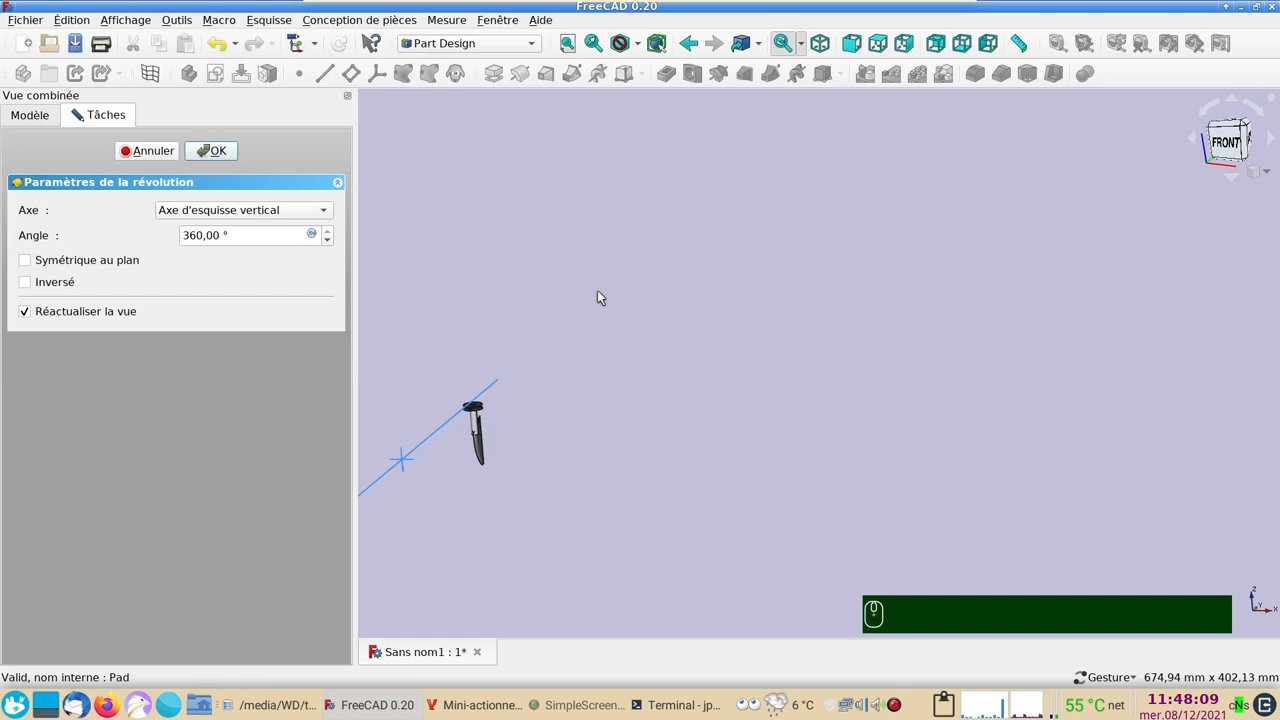 FreeCAD 0.20
Fichier Édition Affichage Outils Macro Esquisse Conception de pièces Mesure Fenêtre Aide
Part Design
Vue combinée
Modèle Tâches
Annuler OK
Paramètres de la révolution
Axe : Axe d'esquisse vertical
Angle : 360,00 °
Symétrique au plan
Inversé
Réactualiser la vue
FRONT
Z
Y
X
Sans nom1 : 1*
Valid, nom interne : Pad
Gesture 674,94 mm x 402,13 mm
/media/WD/t... FreeCAD 0.20 Mini-actionne... SimpleScreen... Terminal - jp... 6 °C 55 °C net 11:48:09
mer.08/12/2021